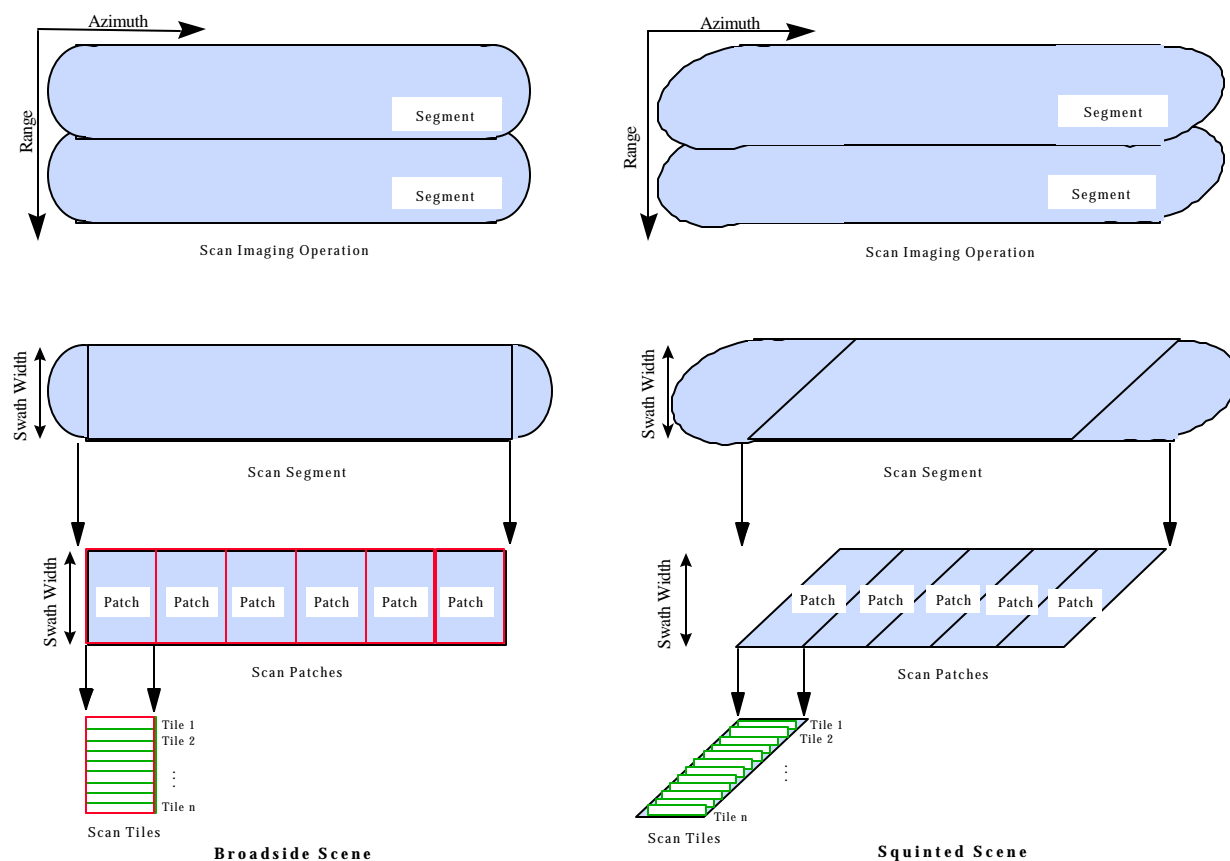 Azimuth
Range
Segment
Segment
Scan Imaging Operation
Swath Width
Scan Segment
Swath Width
Patch Patch Patch Patch Patch Patch
Scan Patches
Tile 1
Tile 2
⋮
Tile n
Scan Tiles
Broadside Scene
Azimuth
Range
Segment
Segment
Scan Imaging Operation
Swath Width
Scan Segment
Swath Width
Patch Patch Patch Patch Patch
Scan Patches
Tile 1
Tile 2
⋮
Tile n
Scan Tiles
Squinted Scene